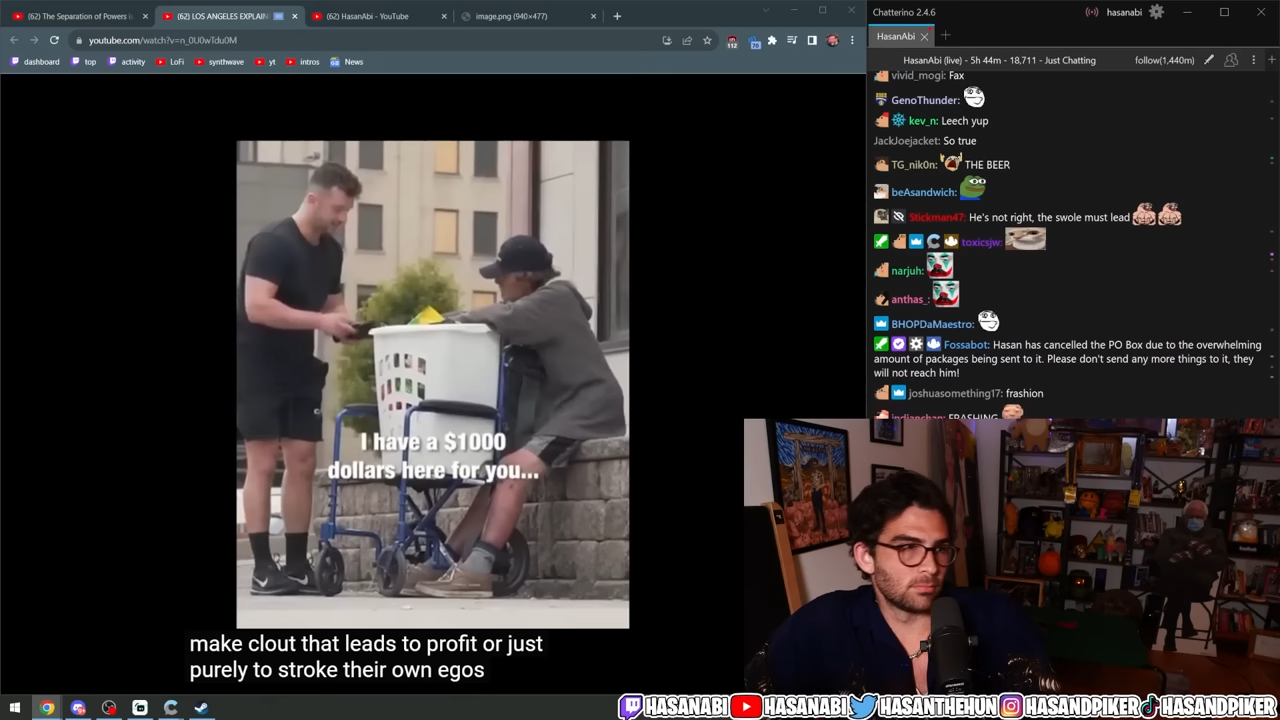 (62) The Separation of Powers i
(62) LOS ANGELES EXPLAIN
(62) HasanAbi - YouTube
image.png (940×477)
youtube.com/watch?v=n_0U0wTdu0M
dashboard
top
activity
LoFi
synthwave
yt
intros
News
I have a $1000
dollars here for you...
make clout that leads to profit or just
purely to stroke their own egos
Chatterino 2.4.6
hasanabi
HasanAbi
HasanAbi (live) - 5h 44m - 18,711 - Just Chatting
follow(1,440m)
vivid_mogi: Fax
GenoThunder:
kev_n: Leech yup
JackJoejacket: So true
TG_nik0n: THE BEER
beAsandwich:
Stickman47: He's not right, the swole must lead
toxicsjw:
narjuh:
anthas_:
BHOPDaMaestro:
Fossabot: Hasan has cancelled the PO Box due to the overwhelming
amount of packages being sent to it. Please don't send any more things to it, they
will not reach him!
joshuasomething17: frashion
HASANABI HASANABI HASANTHEHUN HASANDPIKER HASANDPIKER